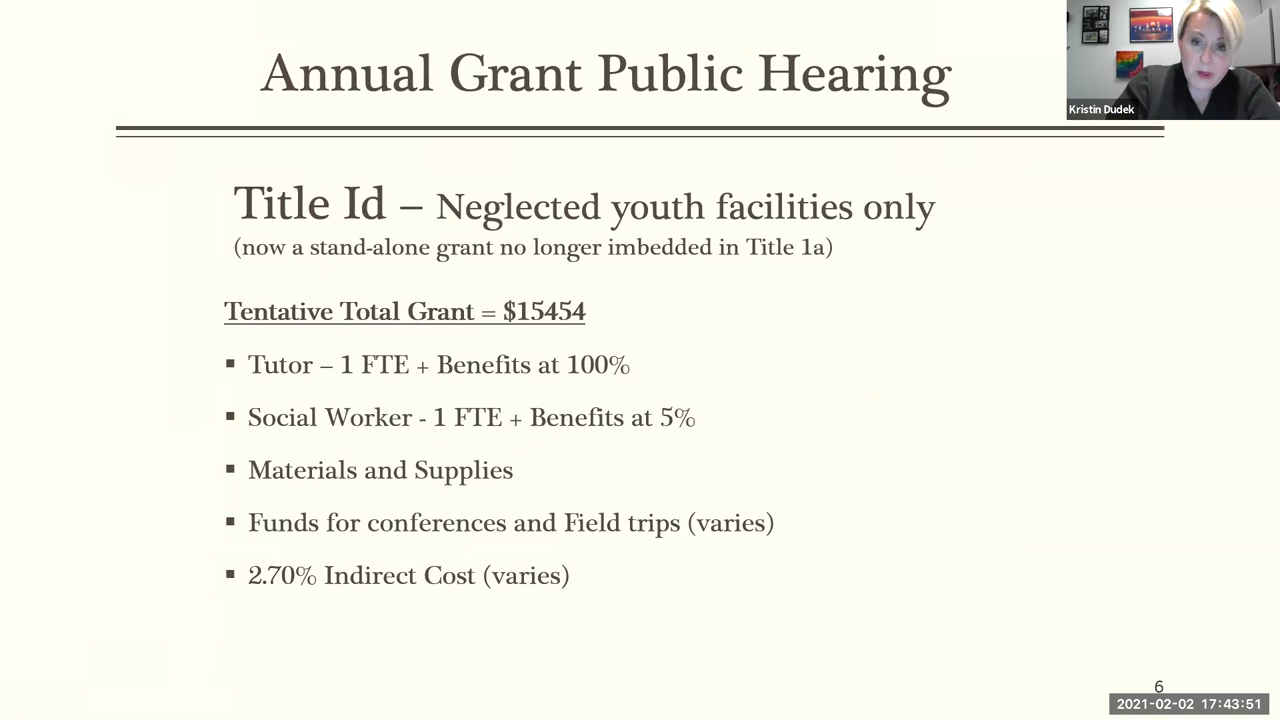 Annual Grant Public Hearing
Kristin Dudek
Title Id – Neglected youth facilities only
(now a stand-alone grant no longer imbedded in Title 1a)
Tentative Total Grant = $15454
▪ Tutor – 1 FTE + Benefits at 100%
▪ Social Worker - 1 FTE + Benefits at 5%
▪ Materials and Supplies
▪ Funds for conferences and Field trips (varies)
▪ 2.70% Indirect Cost (varies)
6
2021-02-02 17:43:51